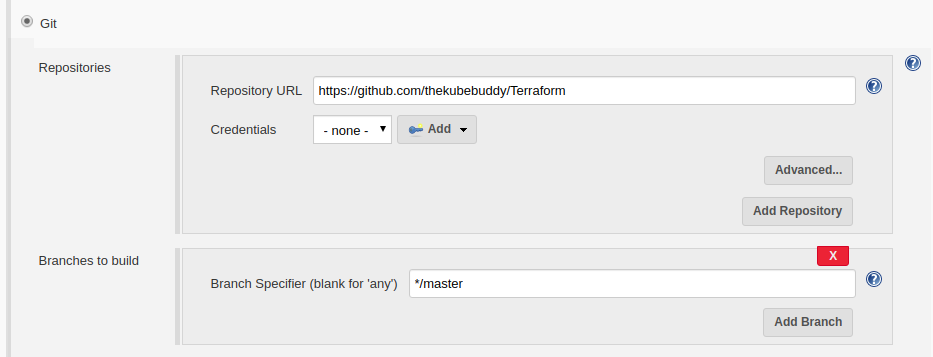 Git
Repositories
Repository URL https://github.com/thekubebuddy/Terraform ?
?
Credentials - none - Add
Advanced...
Add Repository
Branches to build
X
Branch Specifier (blank for 'any') */master ?
Add Branch